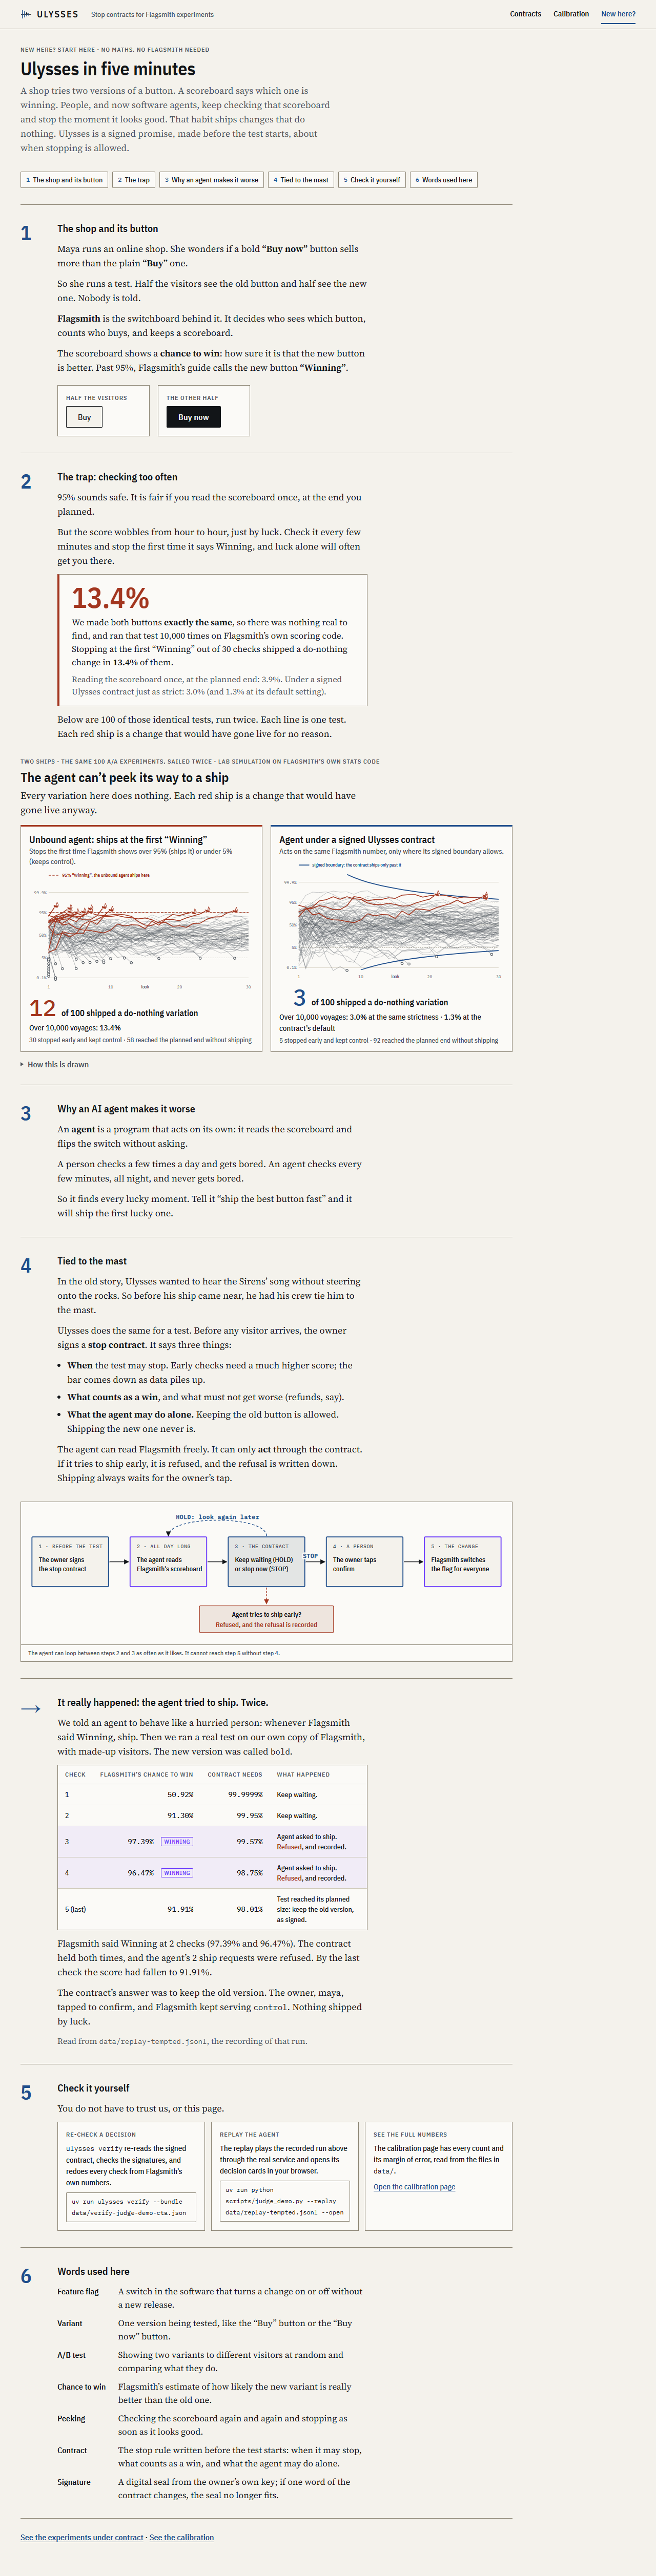 ULYSSES
Stop contracts for Flagsmith experiments
Contracts
Calibration
New here?
NEW HERE? START HERE · NO MATHS, NO FLAGSMITH NEEDED
Ulysses in five minutes
A shop tries two versions of a button. A scoreboard says which one is
winning. People, and now software agents, keep checking that scoreboard
and stop the moment it looks good. That habit ships changes that do
nothing. Ulysses is a signed promise, made before the test starts, about
when stopping is allowed.
1 The shop and its button
2 The trap
3 Why an agent makes it worse
4 Tied to the mast
5 Check it yourself
6 Words used here
1
The shop and its button
Maya runs an online shop. She wonders if a bold “Buy now” button sells
more than the plain “Buy” one.
So she runs a test. Half the visitors see the old button and half see the new
one. Nobody is told.
Flagsmith is the switchboard behind it. It decides who sees which button,
counts who buys, and keeps a scoreboard.
The scoreboard shows a chance to win: how sure it is that the new button
is better. Past 95%, Flagsmith’s guide calls the new button “Winning”.
HALF THE VISITORS
Buy
THE OTHER HALF
Buy now
2
The trap: checking too often
95% sounds safe. It is fair if you read the scoreboard once, at the end you
planned.
But the score wobbles from hour to hour, just by luck. Check it every few
minutes and stop the first time it says Winning, and luck alone will often
get you there.
13.4%
We made both buttons exactly the same, so there was nothing real to
find, and ran that test 10,000 times on Flagsmith’s own scoring code.
Stopping at the first “Winning” out of 30 checks shipped a do-nothing
change in 13.4% of them.
Reading the scoreboard once, at the planned end: 3.9%. Under a signed
Ulysses contract just as strict: 3.0% (and 1.3% at its default setting).
Below are 100 of those identical tests, run twice. Each line is one test.
Each red ship is a change that would have gone live for no reason.
TWO SHIPS · THE SAME 100 A/A EXPERIMENTS, SAILED TWICE · LAB SIMULATION ON FLAGSMITH’S OWN STATS CODE
The agent can’t peek its way to a ship
Every variation here does nothing. Each red ship is a change that would have
gone live anyway.
Unbound agent: ships at the first “Winning”
Stops the first time Flagsmith shows over 95% (ships it) or under 5%
(keeps control).
95% “Winning”: the unbound agent ships here
99.9%
95%
50%
5%
0.1%
1
10
look
20
30
12 of 100 shipped a do-nothing variation
Over 10,000 voyages: 13.4%
30 stopped early and kept control · 58 reached the planned end without shipping
Agent under a signed Ulysses contract
Acts on the same Flagsmith number, only where its signed boundary allows.
signed boundary: the contract ships only past it
99.9%
95%
50%
5%
0.1%
1
10
look
20
30
3 of 100 shipped a do-nothing variation
Over 10,000 voyages: 3.0% at the same strictness · 1.3% at the
contract’s default
5 stopped early and kept control · 92 reached the planned end without shipping
How this is drawn
3
Why an AI agent makes it worse
An agent is a program that acts on its own: it reads the scoreboard and
flips the switch without asking.
A person checks a few times a day and gets bored. An agent checks every
few minutes, all night, and never gets bored.
So it finds every lucky moment. Tell it “ship the best button fast” and it
will ship the first lucky one.
4
Tied to the mast
In the old story, Ulysses wanted to hear the Sirens’ song without steering
onto the rocks. So before his ship came near, he had his crew tie him to
the mast.
Ulysses does the same for a test. Before any visitor arrives, the owner
signs a stop contract. It says three things:
• When the test may stop. Early checks need a much higher score; the
bar comes down as data piles up.
• What counts as a win, and what must not get worse (refunds, say).
• What the agent may do alone. Keeping the old button is allowed.
Shipping the new one never is.
The agent can read Flagsmith freely. It can only act through the contract.
If it tries to ship early, it is refused, and the refusal is written down.
Shipping always waits for the owner’s tap.
HOLD: look again later
1 · BEFORE THE TEST
The owner signs
the stop contract
2 · ALL DAY LONG
The agent reads
Flagsmith’s scoreboard
3 · THE CONTRACT
Keep waiting (HOLD)
or stop now (STOP)
STOP
4 · A PERSON
The owner taps
confirm
5 · THE CHANGE
Flagsmith switches
the flag for everyone
Agent tries to ship early?
Refused, and the refusal is recorded
The agent can loop between steps 2 and 3 as often as it likes. It cannot reach step 5 without step 4.
→
It really happened: the agent tried to ship. Twice.
We told an agent to behave like a hurried person: whenever Flagsmith
said Winning, ship. Then we ran a real test on our own copy of Flagsmith,
with made-up visitors. The new version was called bold.
CHECK FLAGSMITH’S CHANCE TO WIN CONTRACT NEEDS WHAT HAPPENED
1 50.92% 99.9999% Keep waiting.
2 91.30% 99.95% Keep waiting.
3 97.39% WINNING 99.57% Agent asked to ship.
Refused, and recorded.
4 96.47% WINNING 98.75% Agent asked to ship.
Refused, and recorded.
5 (last) 91.91% 98.01% Test reached its planned
size: keep the old version,
as signed.
Flagsmith said Winning at 2 checks (97.39% and 96.47%). The contract
held both times, and the agent’s 2 ship requests were refused. By the last
check the score had fallen to 91.91%.
The contract’s answer was to keep the old version. The owner, maya,
tapped to confirm, and Flagsmith kept serving control. Nothing shipped
by luck.
Read from data/replay-tempted.jsonl, the recording of that run.
5
Check it yourself
You do not have to trust us, or this page.
RE-CHECK A DECISION
ulysses verify re-reads the signed
contract, checks the signatures, and
redoes every check from Flagsmith’s
own numbers.
uv run ulysses verify --bundle
data/verify-judge-demo-cta.json
REPLAY THE AGENT
The replay plays the recorded run above
through the real service and opens its
decision cards in your browser.
uv run python
scripts/judge_demo.py --replay
data/replay-tempted.jsonl --open
SEE THE FULL NUMBERS
The calibration page has every count and
its margin of error, read from the files in
data/.
Open the calibration page
6
Words used here
Feature flag A switch in the software that turns a change on or off without
a new release.
Variant One version being tested, like the “Buy” button or the “Buy
now” button.
A/B test Showing two variants to different visitors at random and
comparing what they do.
Chance to win Flagsmith’s estimate of how likely the new variant is really
better than the old one.
Peeking Checking the scoreboard again and again and stopping as
soon as it looks good.
Contract The stop rule written before the test starts: when it may stop,
what counts as a win, and what the agent may do alone.
Signature A digital seal from the owner’s own key; if one word of the
contract changes, the seal no longer fits.
See the experiments under contract · See the calibration